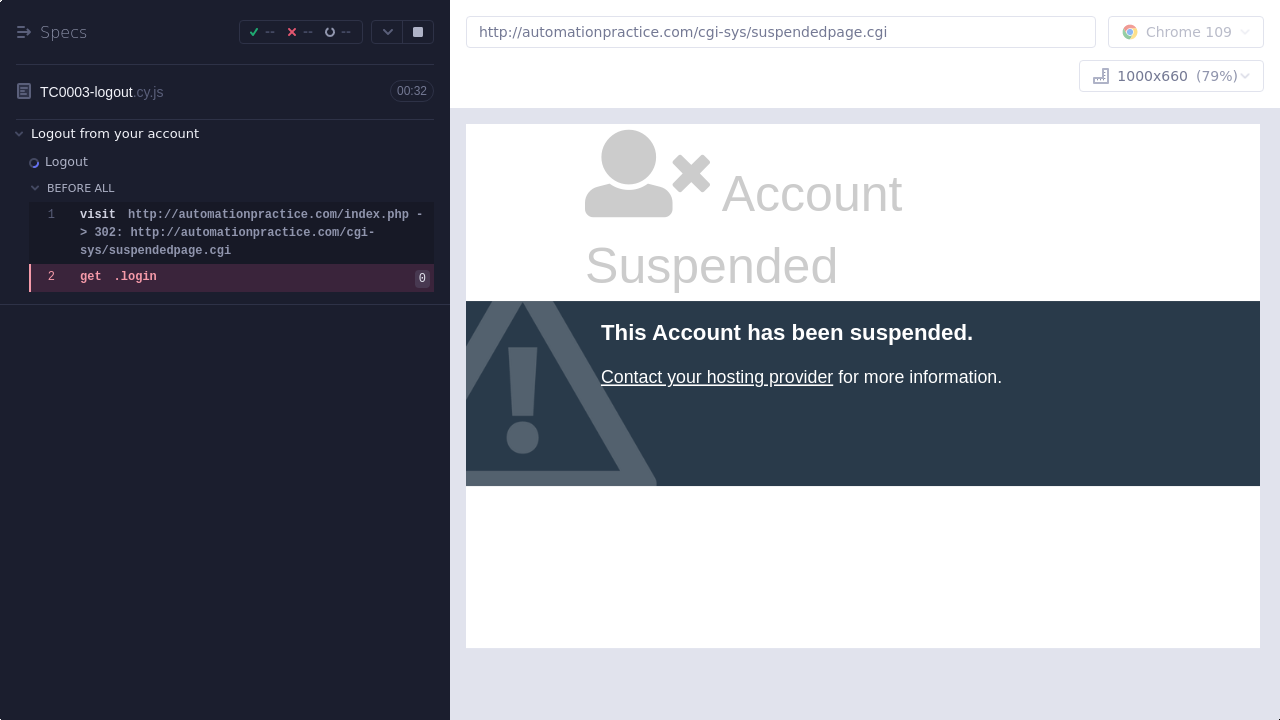 Specs
-- -- --
TC0003-logout.cy.js 00:32
Logout from your account
Logout
BEFORE ALL
1 visit http://automationpractice.com/index.php -
> 302: http://automationpractice.com/cgi-
sys/suspendedpage.cgi
2 get .login 0
http://automationpractice.com/cgi-sys/suspendedpage.cgi
Chrome 109
1000x660 (79%)
Account
Suspended
This Account has been suspended.
Contact your hosting provider for more information.